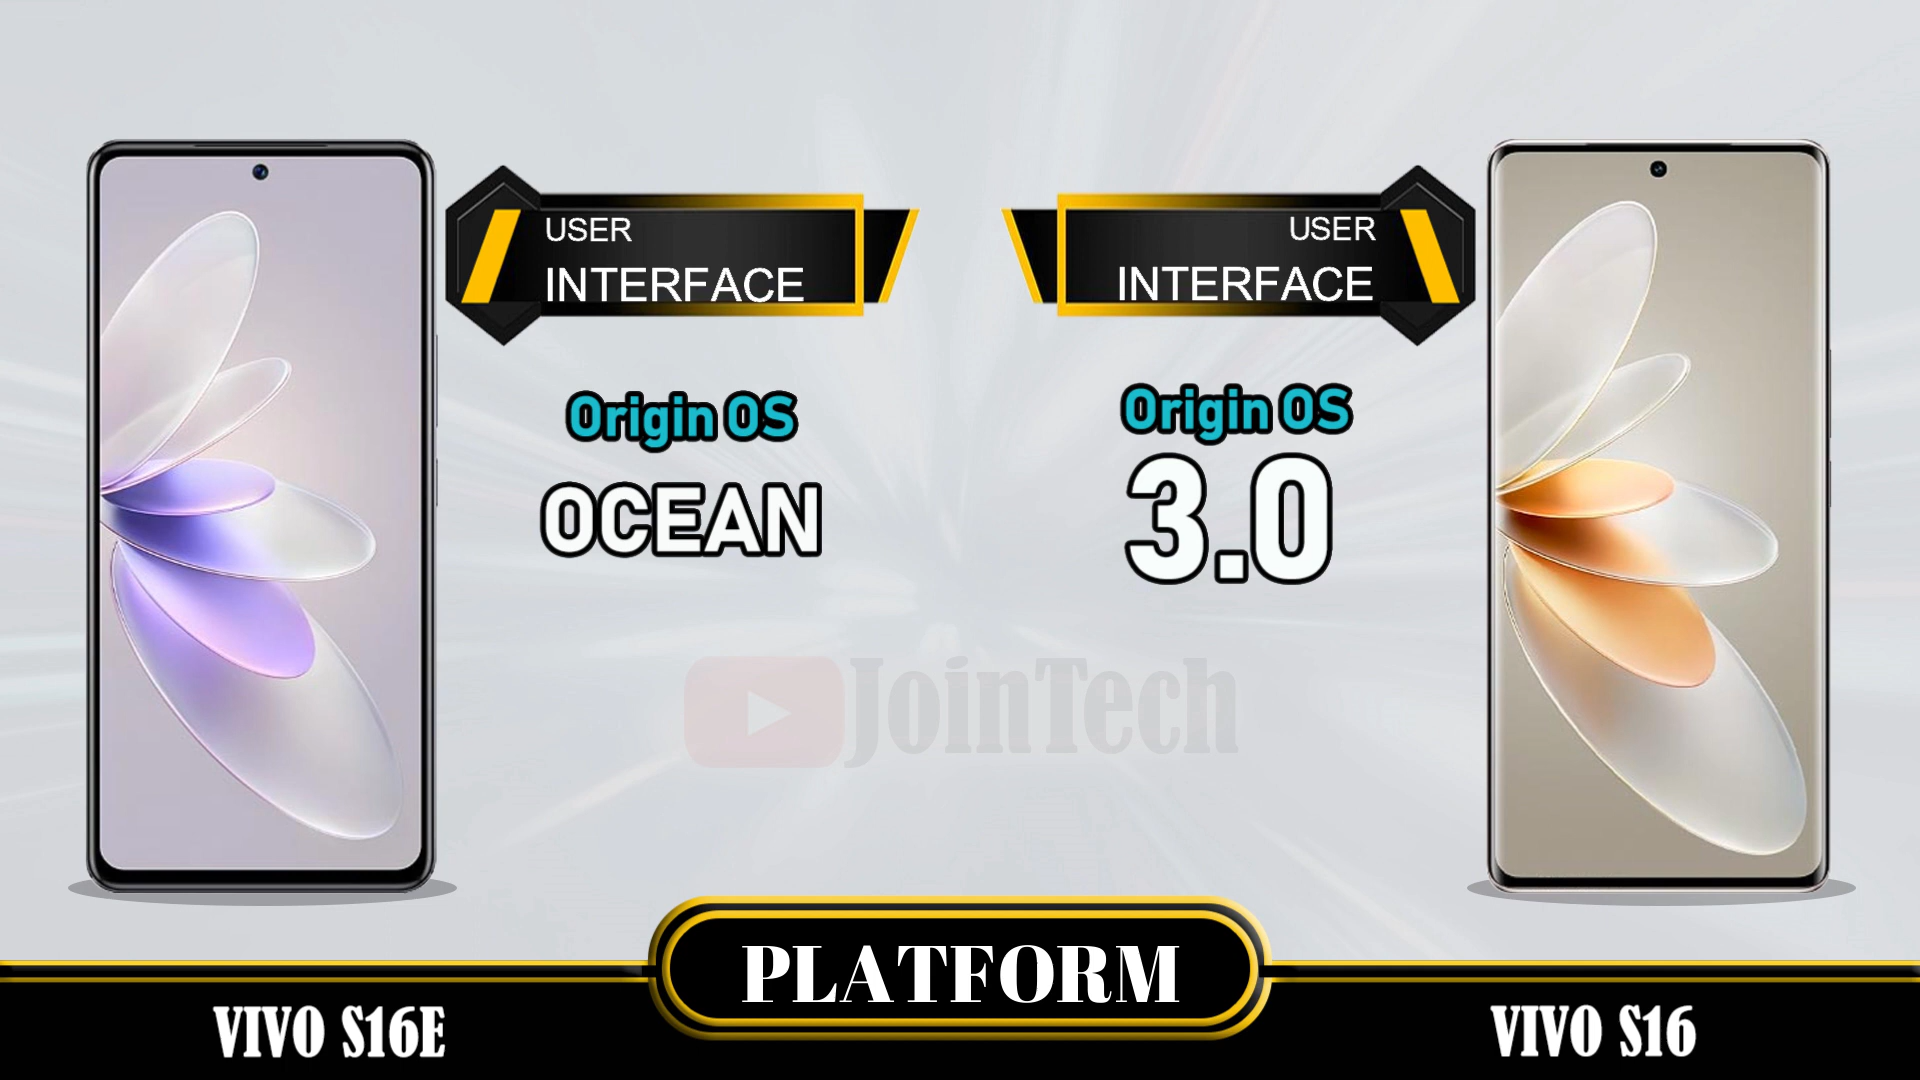 USER
INTERFACE
Origin OS
OCEAN
USER
INTERFACE
Origin OS
3.0
JoinTech
PLATFORM
VIVO S16E
VIVO S16